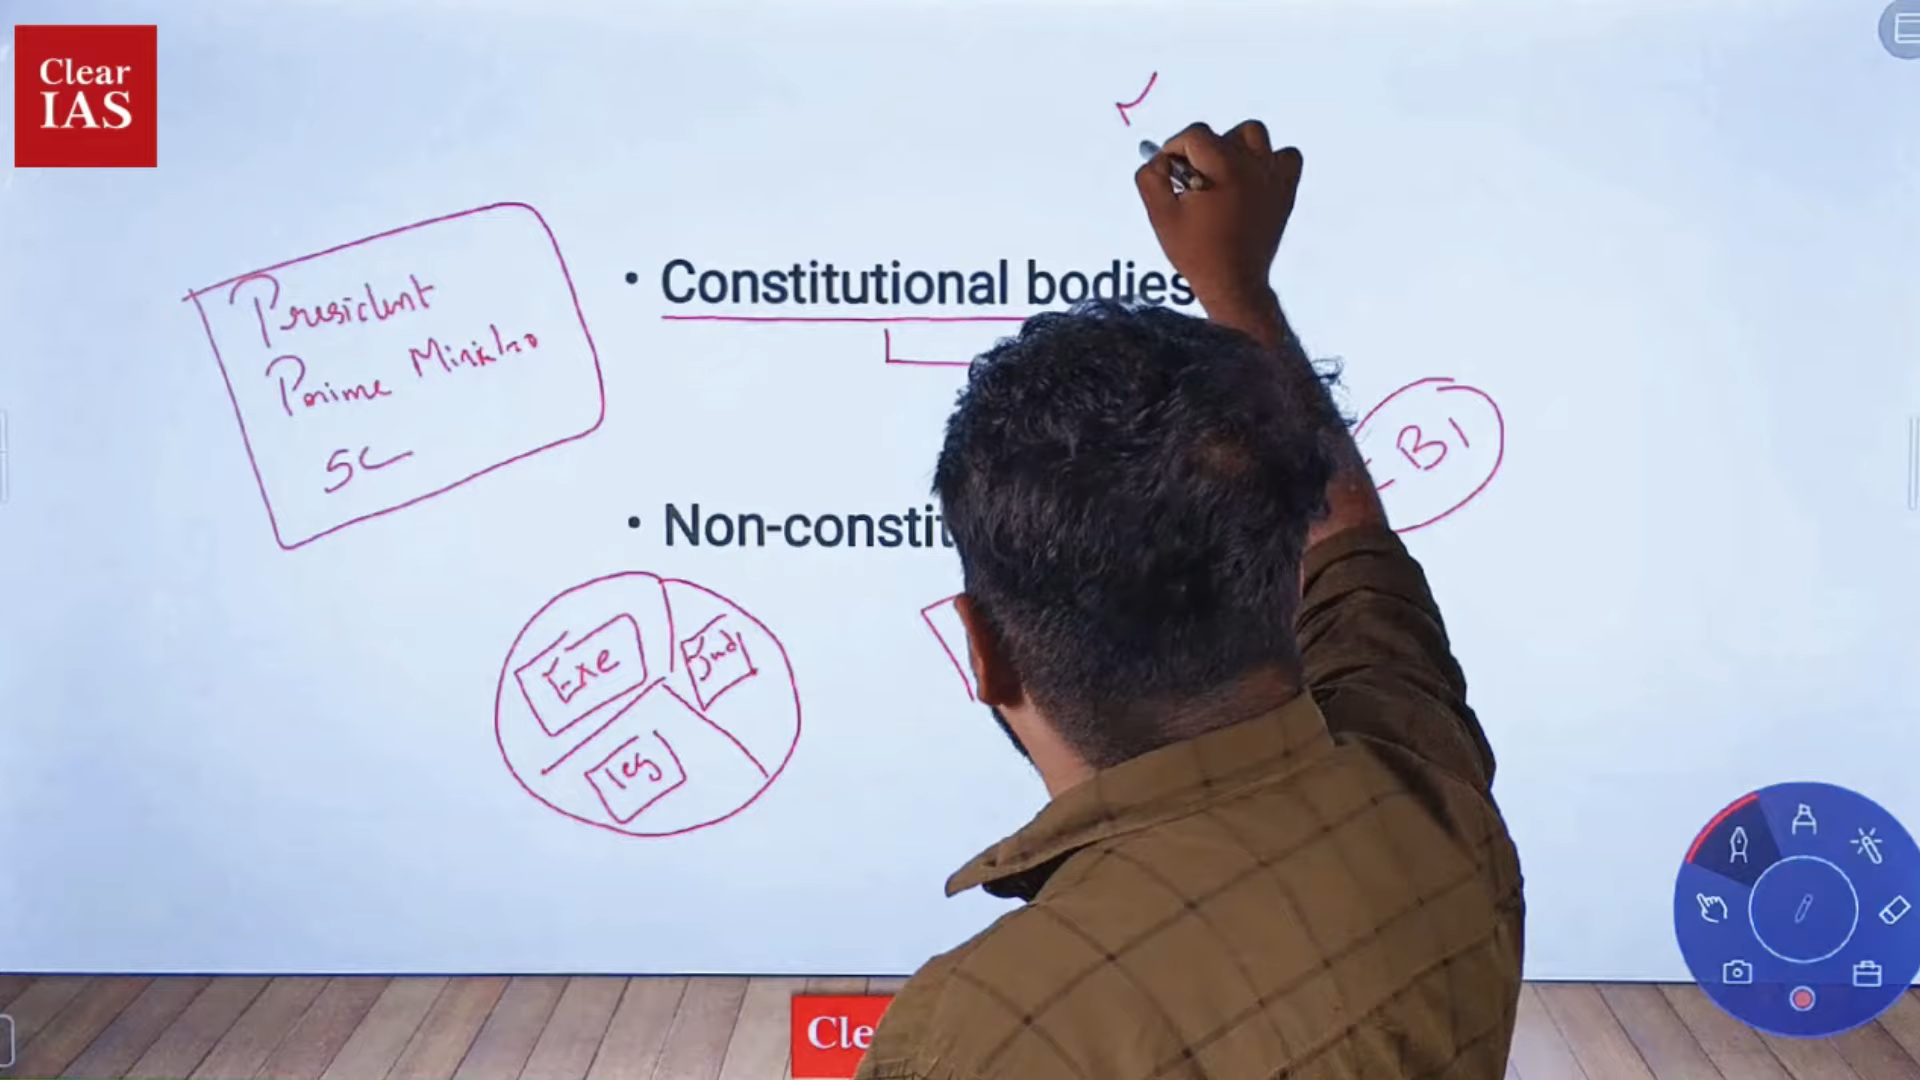 Clear
IAS
• Constitutional bodies
President
Prime Minister
SC
BI
• Non-constit
Exe
Jud
leg
Cle